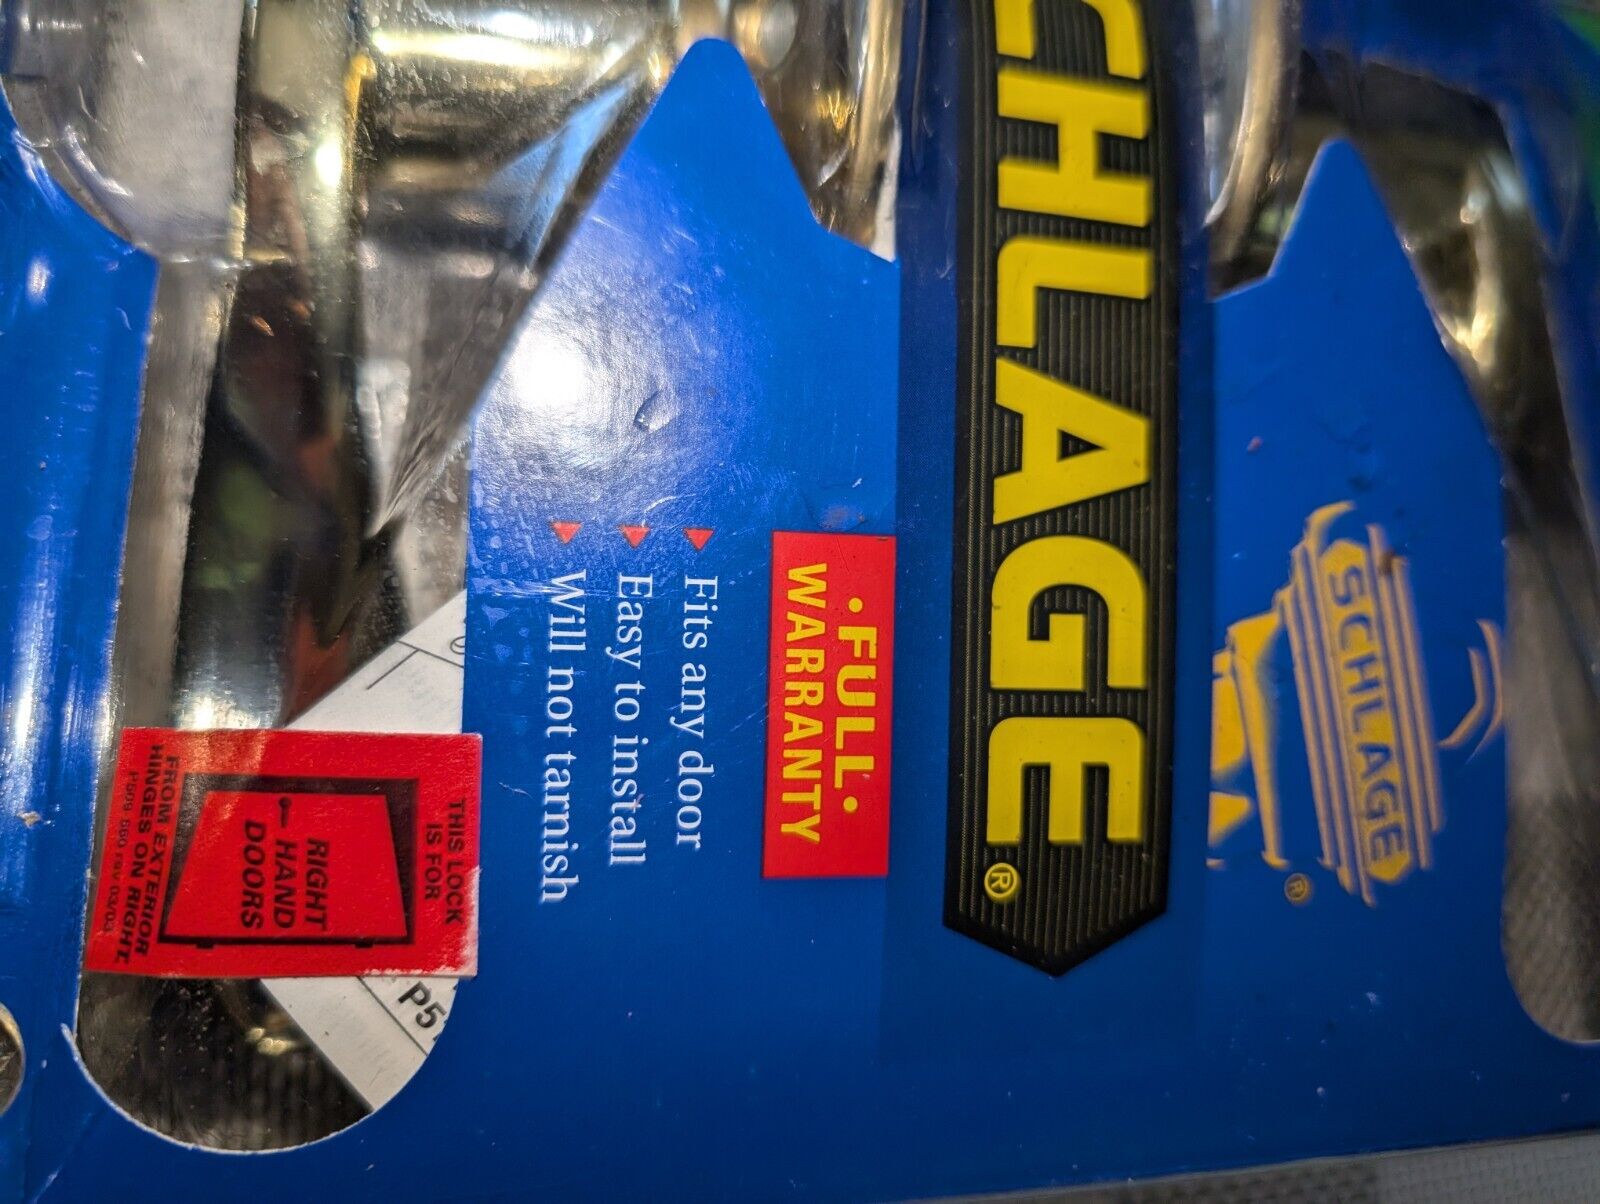 SCHLAGE
®
CHLAGE®
• FULL •
WARRANTY
Fits any door
Easy to install
Will not tarnish
THIS LOCK
IS FOR
RIGHT
HAND
DOORS
FROM EXTERIOR
HINGES ON RIGHT.
P5